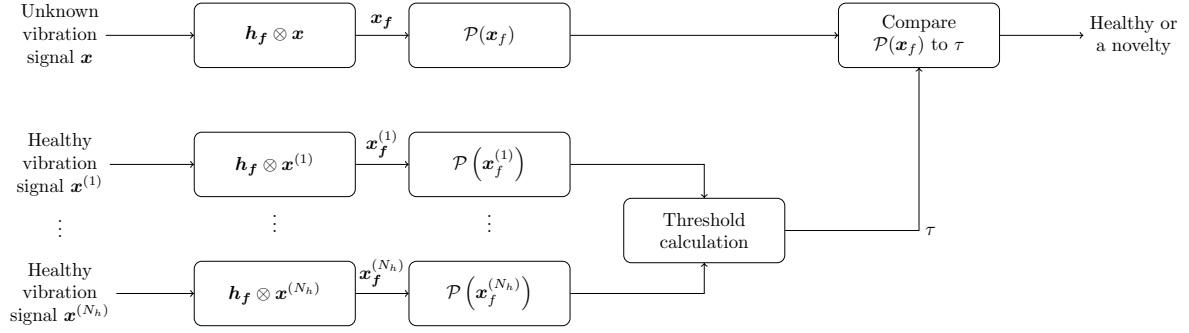 Unknown
vibration
signal x
h_f ⊗ x
x_f
P(x_f)
Compare
P(x_f) to τ
Healthy or
a novelty
Healthy
vibration
signal x^(1)
h_f ⊗ x^(1)
x_f^(1)
P(x_f^(1))
⋮
⋮
⋮
Threshold
calculation
τ
Healthy
vibration
signal x^(N_h)
h_f ⊗ x^(N_h)
x_f^(N_h)
P(x_f^(N_h))